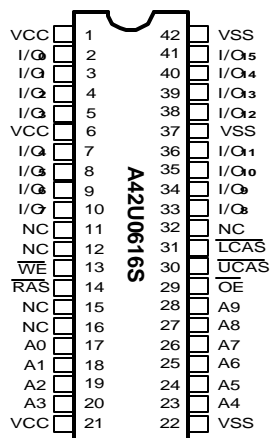 VCC 1 42 VSS
I/O0 2 41 I/O15
I/O1 3 40 I/O14
I/O2 4 39 I/O13
I/O3 5 38 I/O12
VCC 6 37 VSS
I/O4 7 36 I/O11
I/O5 8 35 I/O10
I/O6 9 34 I/O9
I/O7 10 33 I/O8
NC 11 32 NC
NC 12 31 LCAS
WE 13 30 UCAS
RAS 14 29 OE
NC 15 28 A9
NC 16 27 A8
A0 17 26 A7
A1 18 25 A6
A2 19 24 A5
A3 20 23 A4
VCC 21 22 VSS
A42U0616S